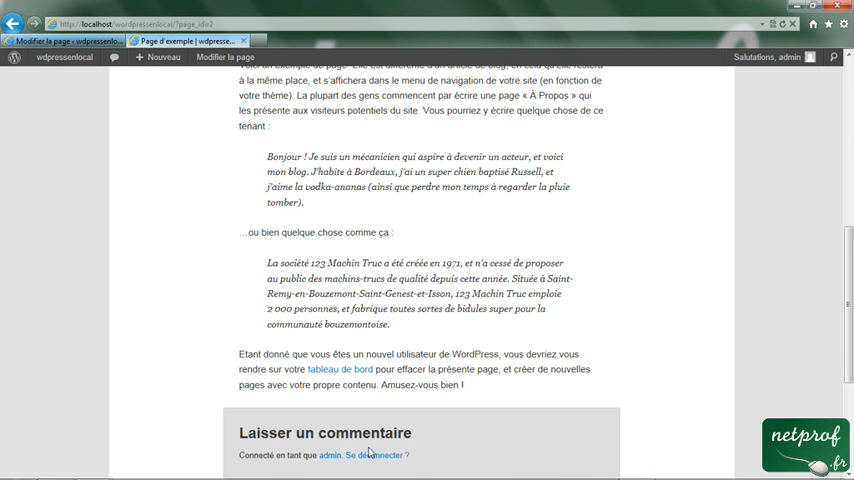 http://localhost/wordpressenlocal/?page_id=2
Modifier la page ‹ wdpressenlo...
Page d'exemple | wdpresse...
wdpressenlocal
Nouveau
Modifier la page
Salutations, admin
Voici un exemple de page. Elle est différente d'un article de blog, en cela qu'elle restera
à la même place, et s'affichera dans le menu de navigation de votre site (en fonction de
votre thème). La plupart des gens commencent par écrire une page « À Propos » qui
les présente aux visiteurs potentiels du site. Vous pourriez y écrire quelque chose de ce
tenant :
Bonjour ! Je suis un mécanicien qui aspire à devenir un acteur, et voici
mon blog. J'habite à Bordeaux, j'ai un super chien baptisé Russell, et
j'aime la vodka-ananas (ainsi que perdre mon temps à regarder la pluie
tomber).
...ou bien quelque chose comme ça :
La société 123 Machin Truc a été créée en 1971, et n'a cessé de proposer
au public des machins-trucs de qualité depuis cette année. Située à Saint-
Remy-en-Bouzemont-Saint-Genest-et-Isson, 123 Machin Truc emploie
2 000 personnes, et fabrique toutes sortes de bidules super pour la
communauté bouzemontoise.
Etant donné que vous êtes un nouvel utilisateur de WordPress, vous devriez vous
rendre sur votre tableau de bord pour effacer la présente page, et créer de nouvelles
pages avec votre propre contenu. Amusez-vous bien !
Laisser un commentaire
Connecté en tant que admin. Se déconnecter ?
netprof
.fr